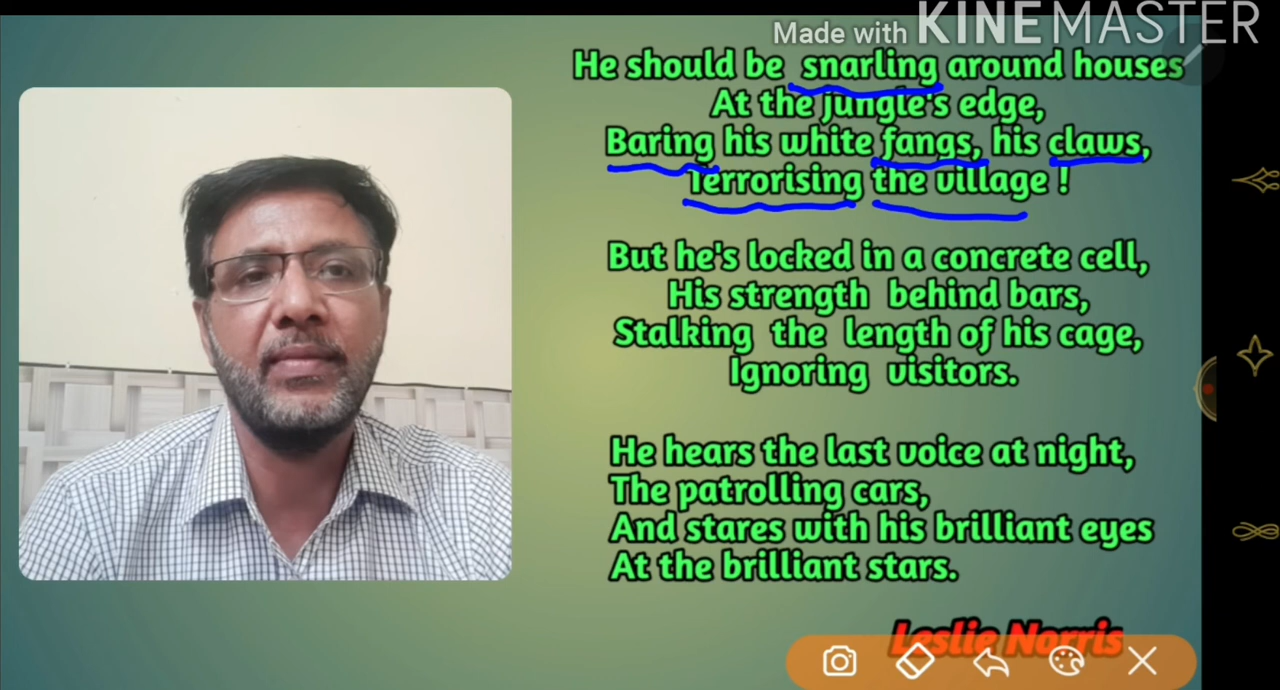 Made with KINEMASTER
He should be snarling around houses
At the jungle's edge,
Baring his white fangs, his claws,
Terrorising the village !
But he's locked in a concrete cell,
His strength behind bars,
Stalking the length of his cage,
Ignoring visitors.
He hears the last voice at night,
The patrolling cars,
And stares with his brilliant eyes
At the brilliant stars.
Leslie Norris